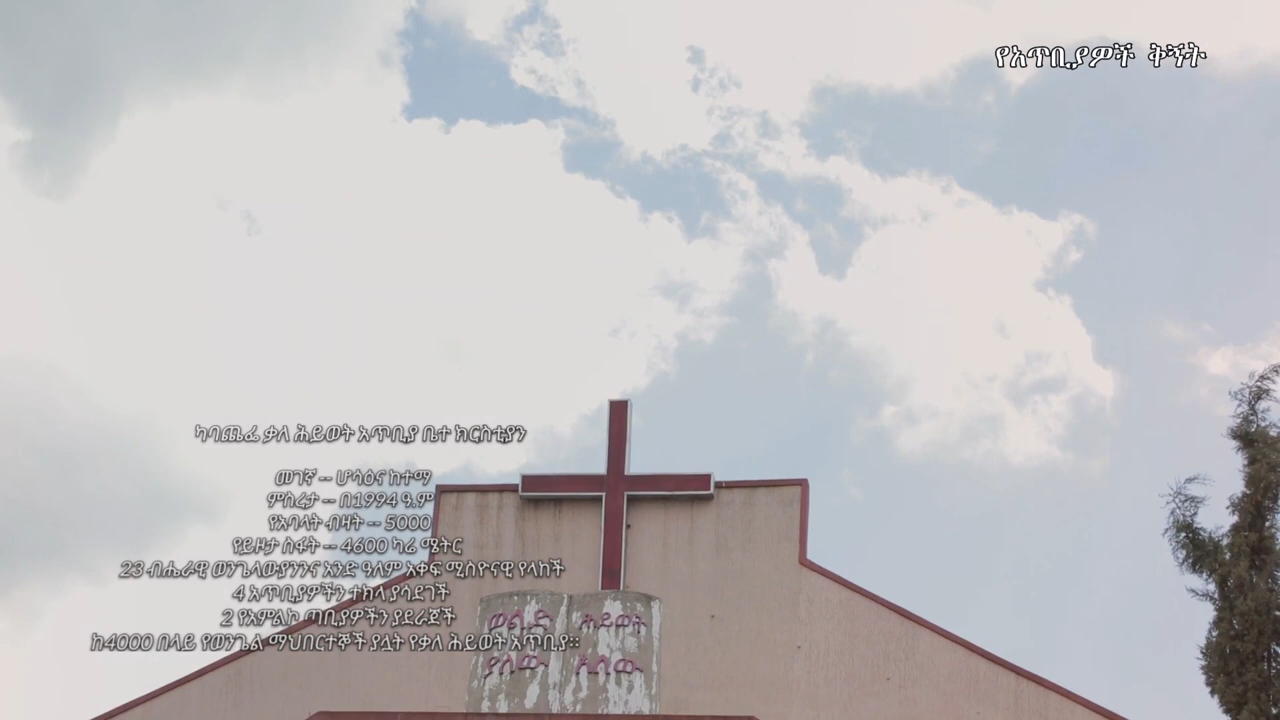 የአጥቢያዎች ቅኝት
ካባጨፌ ቃለ ሕይወት አጥቢያ ቤተ ክርስቲያን
መገኛ -- ሆሳዕና ከተማ
ምስረታ -- በ1994 ዓ.ም
የአባላት ብዛት -- 5000
የይዞታ ስፋት -- 4600 ካሬ ሜትር
23 ብሔራዊ ወንጌላውያንንና አንድ ዓለም አቀፍ ሚስዮናዊ የላከች
4 አጥቢያዎችን ተክላ ያሳደገች
2 የአምልኮ ጣቢያዎችን ያደራጀች
ከ4000 በላይ የወንጌል ማህበርተኞች ያሏት የቃለ ሕይወት አጥቢያ።
ወልድ ሕይወት
ያለው አለው